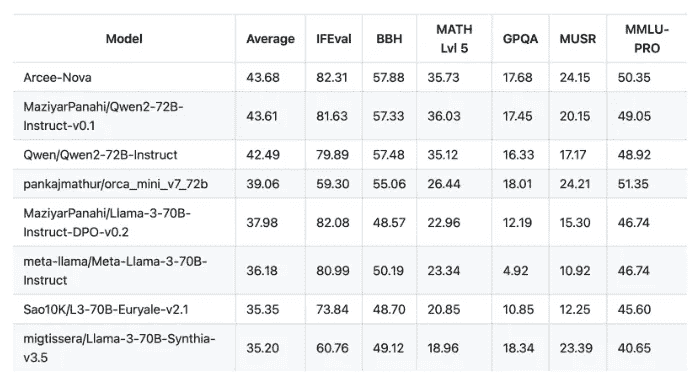 Model Average IFEval BBH MATH Lvl 5 GPQA MUSR MMLU-PRO
Arcee-Nova 43.68 82.31 57.88 35.73 17.68 24.15 50.35
MaziyarPanahi/Qwen2-72B-Instruct-v0.1 43.61 81.63 57.33 36.03 17.45 20.15 49.05
Qwen/Qwen2-72B-Instruct 42.49 79.89 57.48 35.12 16.33 17.17 48.92
pankajmathur/orca_mini_v7_72b 39.06 59.30 55.06 26.44 18.01 24.21 51.35
MaziyarPanahi/Llama-3-70B-Instruct-DPO-v0.2 37.98 82.08 48.57 22.96 12.19 15.30 46.74
meta-llama/Meta-Llama-3-70B-Instruct 36.18 80.99 50.19 23.34 4.92 10.92 46.74
Sao10K/L3-70B-Euryale-v2.1 35.35 73.84 48.70 20.85 10.85 12.25 45.60
migtissera/Llama-3-70B-Synthia-v3.5 35.20 60.76 49.12 18.96 18.34 23.39 40.65